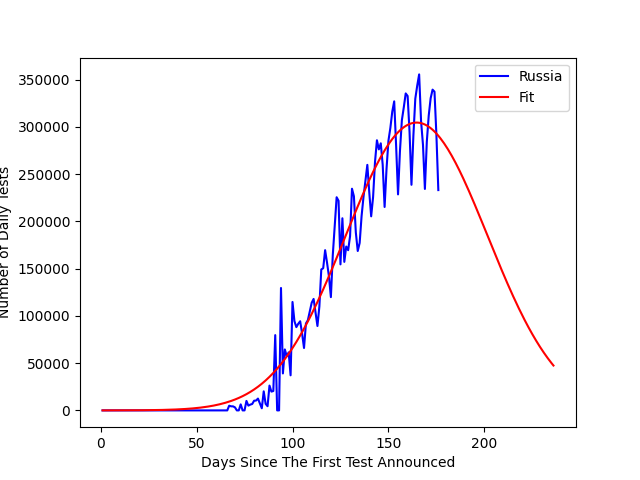 Number of Daily Tests
350000
300000
250000
200000
150000
100000
50000
0
0 50 100 150 200
Days Since The First Test Announced
Russia
Fit